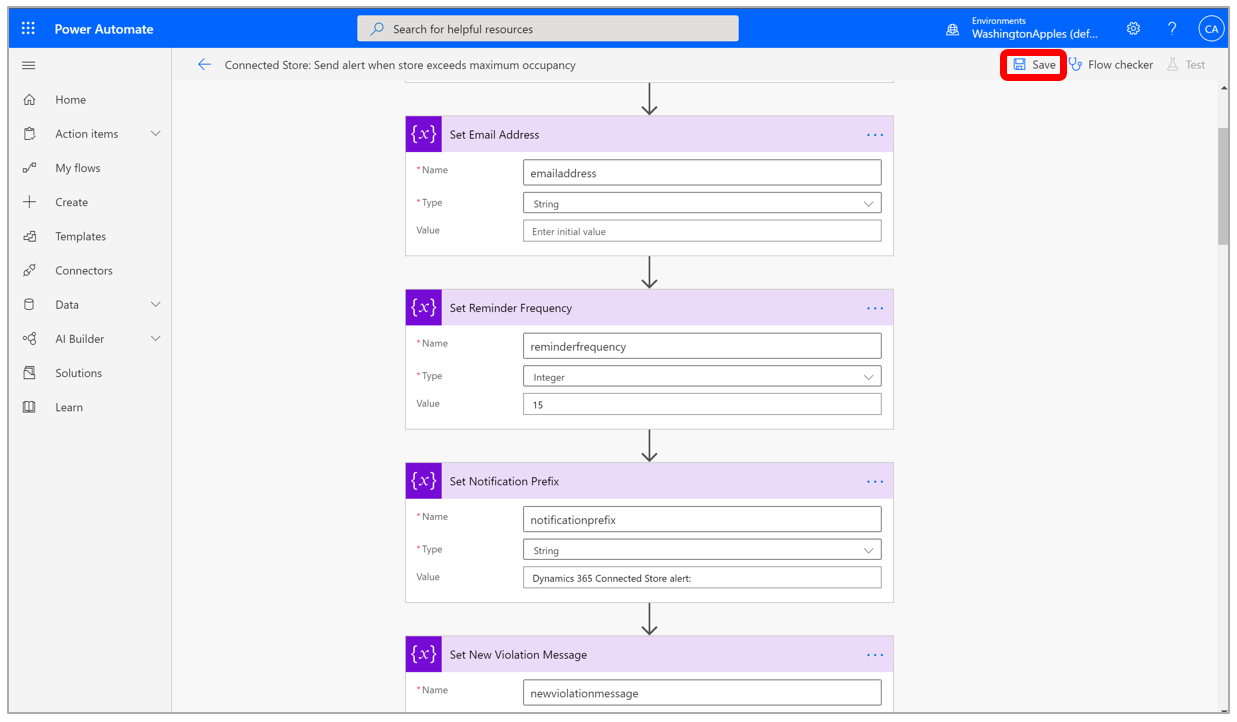 Power Automate
Search for helpful resources
Environments
WashingtonApples (def...
?
CA
Connected Store: Send alert when store exceeds maximum occupancy
Save
Flow checker
Test
Home
Action items
My flows
Create
Templates
Connectors
Data
AI Builder
Solutions
Learn
{x} Set Email Address ...
* Name emailaddress
* Type String
Value Enter initial value
{x} Set Reminder Frequency ...
* Name reminderfrequency
* Type Integer
Value 15
{x} Set Notification Prefix ...
* Name notificationprefix
* Type String
Value Dynamics 365 Connected Store alert:
{x} Set New Violation Message ...
* Name newviolationmessage